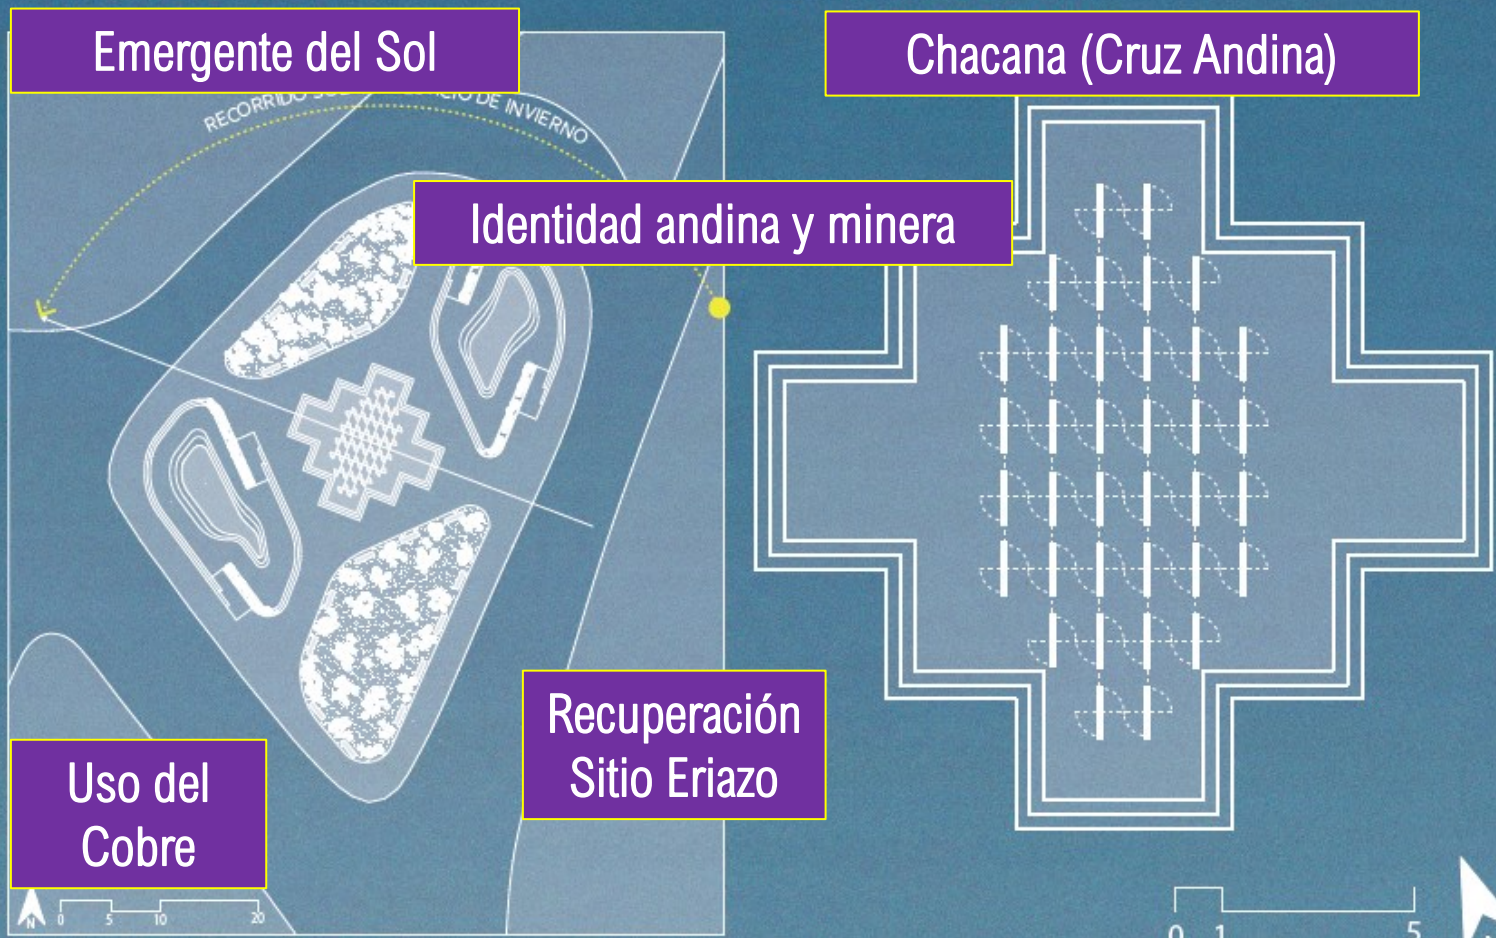 Emergente del Sol
Chacana (Cruz Andina)
RECORRIDO
DE INVIERNO
Identidad andina y minera
Recuperación
Sitio Eriazo
Uso del
Cobre
N
0 5 10 20
0 1 5